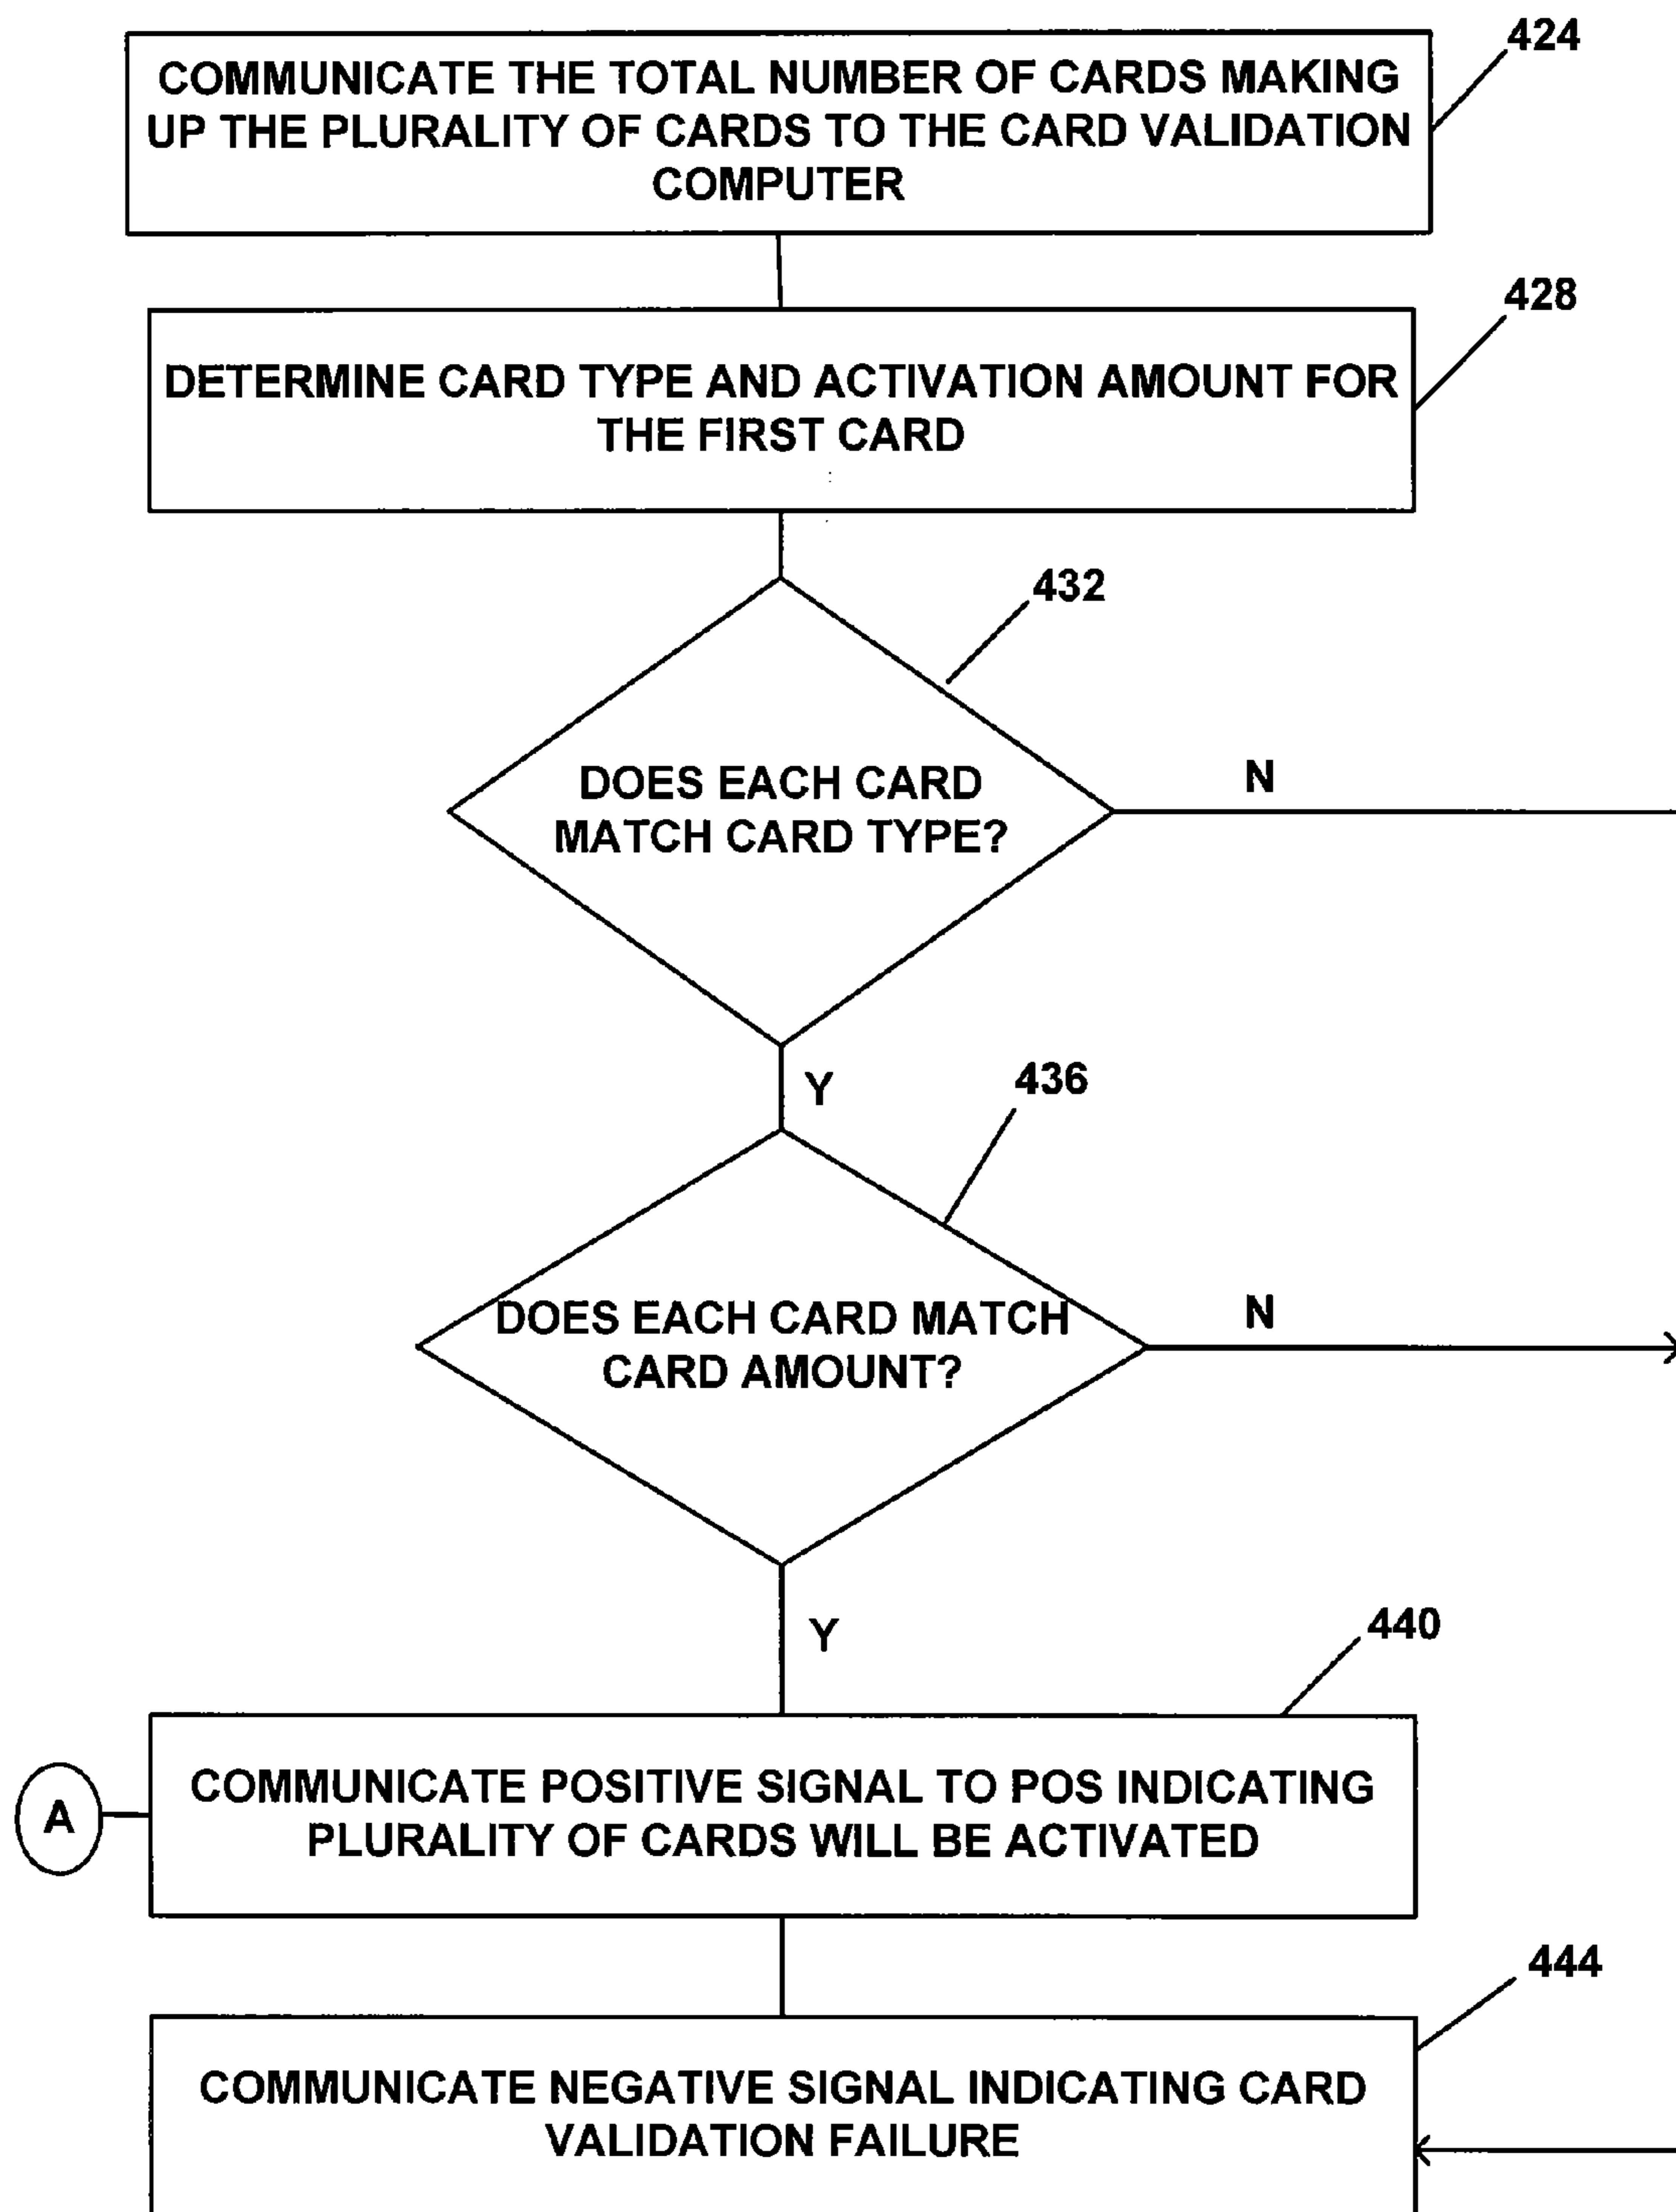 424
COMMUNICATE THE TOTAL NUMBER OF CARDS MAKING
UP THE PLURALITY OF CARDS TO THE CARD VALIDATION
COMPUTER
428
DETERMINE CARD TYPE AND ACTIVATION AMOUNT FOR
THE FIRST CARD
432
DOES EACH CARD
MATCH CARD TYPE?
N
Y
436
DOES EACH CARD MATCH
CARD AMOUNT?
N
Y
440
COMMUNICATE POSITIVE SIGNAL TO POS INDICATING
PLURALITY OF CARDS WILL BE ACTIVATED
A
444
COMMUNICATE NEGATIVE SIGNAL INDICATING CARD
VALIDATION FAILURE